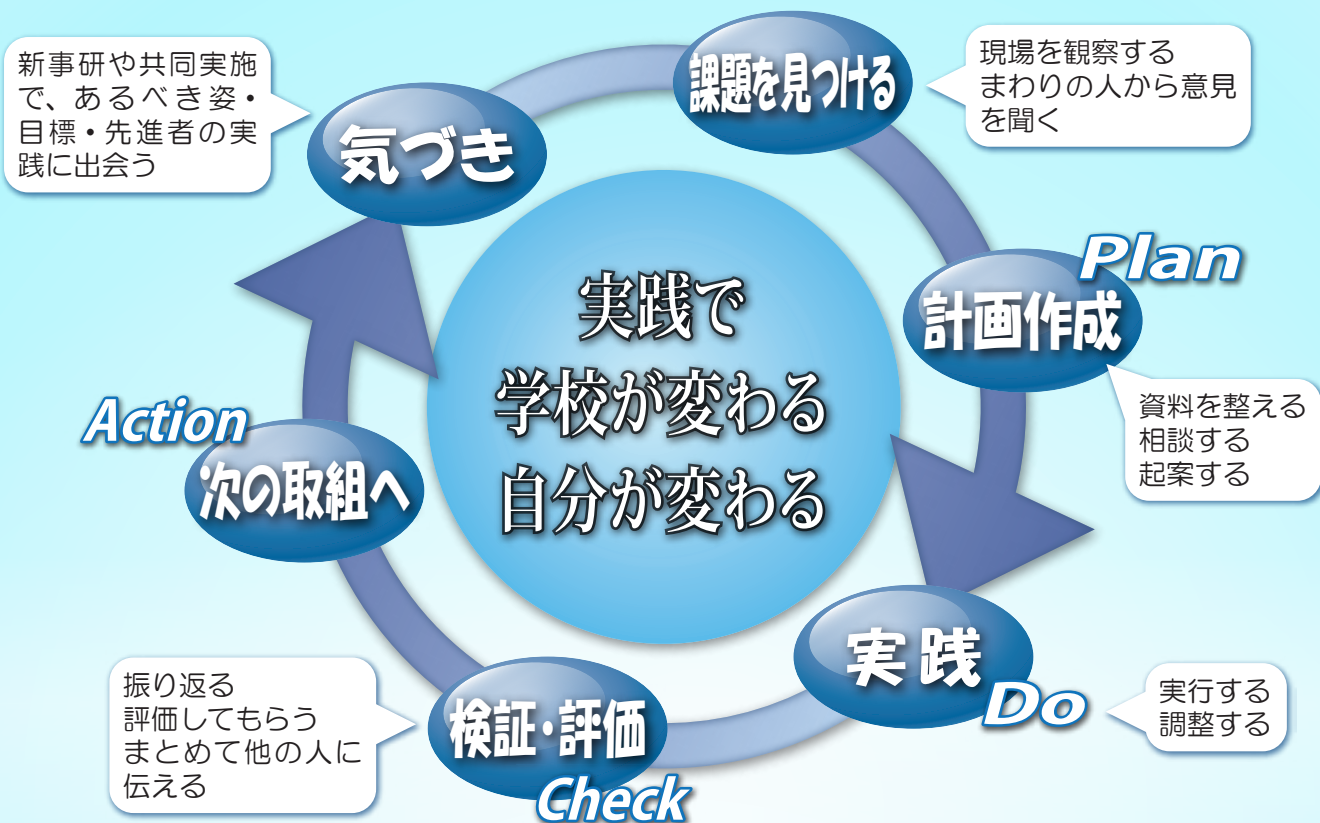 新事研や共同実施
で、あるべき姿・
目標・先進者の実
践に出会う
気づき
課題を見つける
現場を観察する
まわりの人から意見
を聞く
Plan
計画作成
資料を整える
相談する
起案する
実践で
学校が変わる
自分が変わる
Action
次の取組へ
実践
Do
実行する
調整する
検証・評価
Check
振り返る
評価してもらう
まとめて他の人に
伝える